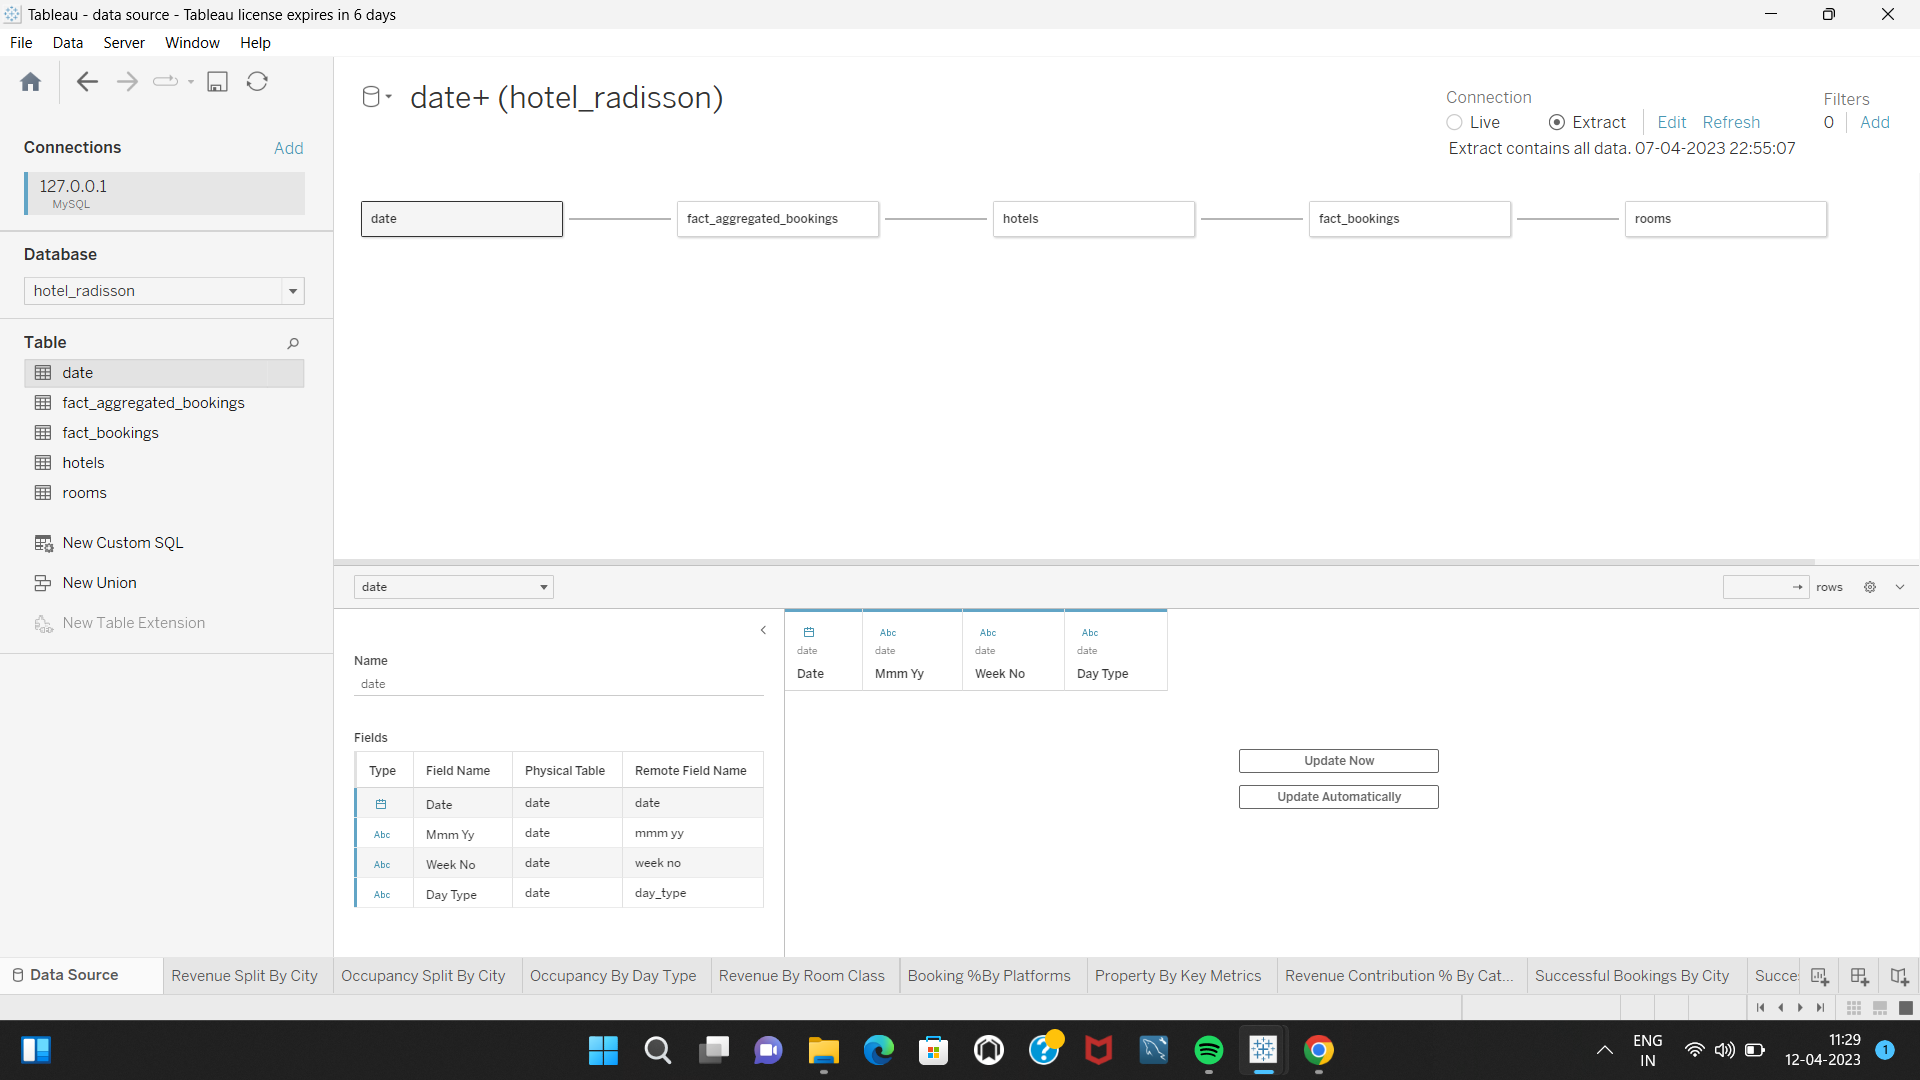 Tableau - data source - Tableau license expires in 6 days
File Data Server Window Help
date+ (hotel_radisson)
Connection
Live Extract Edit Refresh
Extract contains all data. 07-04-2023 22:55:07
Filters
0 Add
Connections Add
127.0.0.1
MySQL
Database
hotel_radisson
Table
date
fact_aggregated_bookings
fact_bookings
hotels
rooms
New Custom SQL
New Union
New Table Extension
date fact_aggregated_bookings hotels fact_bookings rooms
date
rows
Name
date
Fields
Type Field Name Physical Table Remote Field Name
Date date date
Abc Mmm Yy date mmm yy
Abc Week No date week no
Abc Day Type date day_type
Abc Abc Abc
date date date date
Date Mmm Yy Week No Day Type
Update Now
Update Automatically
Data Source Revenue Split By City Occupancy Split By City Occupancy By Day Type Revenue By Room Class Booking %By Platforms Property By Key Metrics Revenue Contribution % By Cat... Successful Bookings By City Succe
ENG
IN
11:29
12-04-2023
1